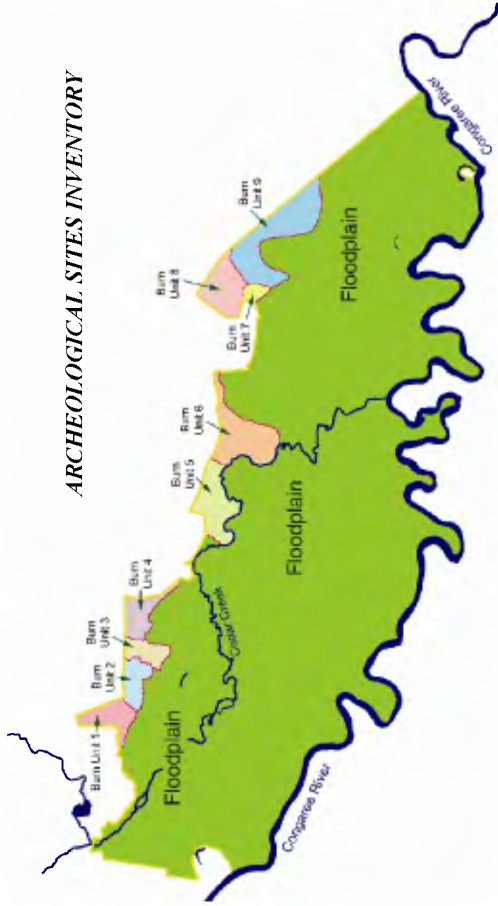 ARCHEOLOGICAL SITES INVENTORY
Burn Unit 1
Burn
Unit 2
Burn
Unit 3
Burn
Unit 4
Burn
Unit 5
Burn
Unit 6
Burn
Unit 7
Burn
Unit 8
Burn
Unit 9
Floodplain
Floodplain
Floodplain
Cedar Creek
Congaree River
Congaree River